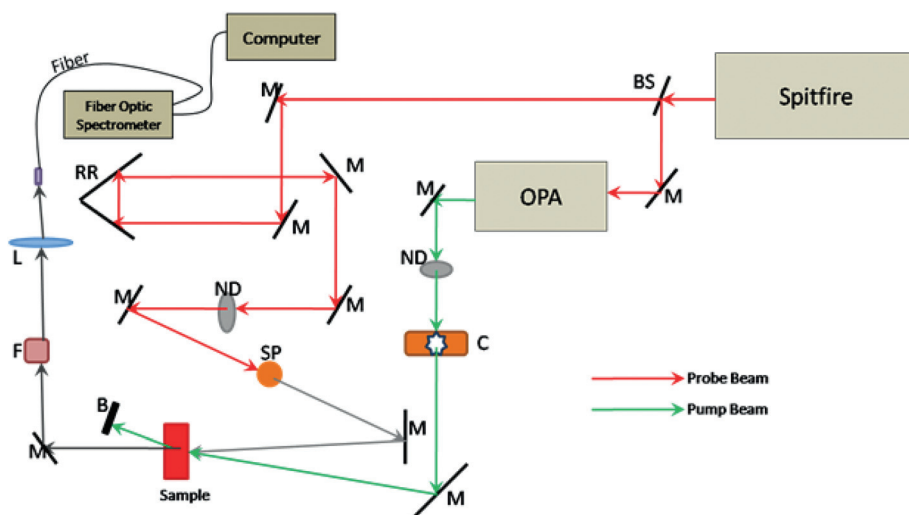 Computer
Fiber
Fiber Optic
Spectrometer
M
BS
Spitfire
RR
M
M
OPA
M
M
L
ND
M
ND
M
F
SP
C
B
M
M
Sample
M
Probe Beam
Pump Beam